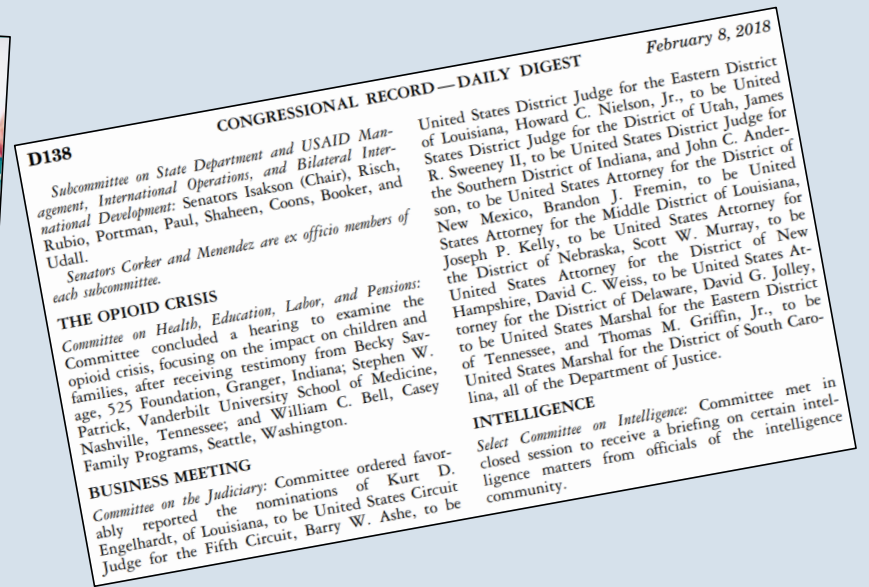 D138
CONGRESSIONAL RECORD—DAILY DIGEST
February 8, 2018
Subcommittee on State Department and USAID Man-
agement, International Operations, and Bilateral Inter-
national Development: Senators Isakson (Chair), Risch,
Rubio, Portman, Paul, Shaheen, Coons, Booker, and
Udall.
Senators Corker and Menendez are ex officio members of
each subcommittee.
THE OPIOID CRISIS
Committee on Health, Education, Labor, and Pensions:
Committee concluded a hearing to examine the
opioid crisis, focusing on the impact on children and
families, after receiving testimony from Becky Sav-
age, 525 Foundation, Granger, Indiana; Stephen W.
Patrick, Vanderbilt University School of Medicine,
Nashville, Tennessee; and William C. Bell, Casey
Family Programs, Seattle, Washington.
BUSINESS MEETING
Committee on the Judiciary: Committee ordered favor-
ably reported the nominations of Kurt D.
Engelhardt, of Louisiana, to be United States Circuit
Judge for the Fifth Circuit, Barry W. Ashe, to be
United States District Judge for the Eastern District
of Louisiana, Howard C. Nielson, Jr., to be United
States District Judge for the District of Utah, James
R. Sweeney II, to be United States District Judge for
the Southern District of Indiana, and John C. Ander-
son, to be United States Attorney for the District of
New Mexico, Brandon J. Fremin, to be United
States Attorney for the Middle District of Louisiana,
Joseph P. Kelly, to be United States Attorney for
the District of Nebraska, Scott W. Murray, to be
United States Attorney for the District of New
Hampshire, David C. Weiss, to be United States At-
torney for the District of Delaware, David G. Jolley,
to be United States Marshal for the Eastern District
of Tennessee, and Thomas M. Griffin, Jr., to be
United States Marshal for the District of South Caro-
lina, all of the Department of Justice.
INTELLIGENCE
Select Committee on Intelligence: Committee met in
closed session to receive a briefing on certain intel-
ligence matters from officials of the intelligence
community.